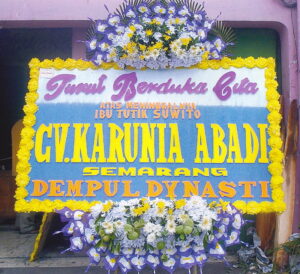 Turut Berduka Cita
ATAS MENINGGALNYA
IBU TUTIK SUWITO
CV.KARUNIA ABADI
SEMARANG
DEMPUL DYNASTI